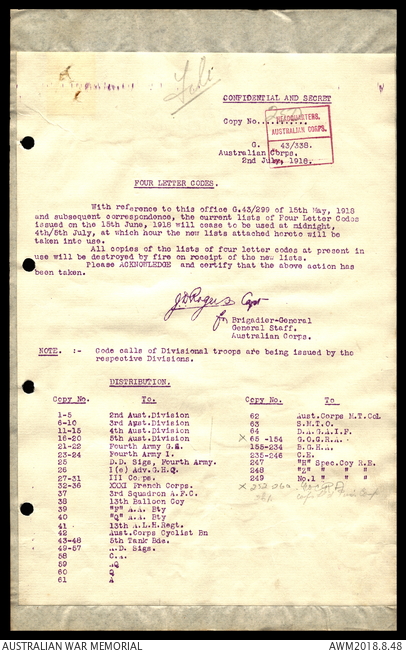 CONFIDENTIAL AND SECRET
Copy No..........
HEADQUARTERS,
AUSTRALIAN CORPS.
G. 43/338.
Australian Corps.
2nd July, 1918.
FOUR LETTER CODES.
With reference to this office G.43/299 of 15th May, 1918
and subsequent correspondence, the current lists of Four Letter Codes
issued on the 15th June, 1918 will cease to be used at midnight,
4th/5th July, at which hour the new lists attached hereto will be
taken into use.
All copies of the lists of four letter codes at present in
use will be destroyed by fire on receipt of the new lists.
Please ACKNOWLEDGE and certify that the above action has
been taken.
J.D. Rogers Capt
for Brigadier-General
General Staff.
Australian Corps.
NOTE. :- Code calls of Divisional troops are being issued by the
respective Divisions.
DISTRIBUTION.
Copy No. To.
1-5 2nd Aust.Division
6-10 3rd Aust.Division
11-15 4th Aust.Division
16-20 5th Aust.Division
21-22 Fourth Army G.S.
23-24 Fourth Army I.
25 D.D. Sigs, Fourth Army.
26 I (e) Adv.G.H.Q.
27-31 III Corps.
32-36 XXXI French Corps.
37 3rd Squadron A.F.C.
38 13th Balloon Coy
39 "P" A.A. Bty
40 "Q" A.A. Bty
41 13th A.L.H.Regt.
42 Aust.Corps Cyclist Bn
43-48 5th Tank Bde.
49-57 A.D. Sigs.
58 C.A.
59 AQ
60 Q
61 A
Copy No. To
62 Aust.Corps M.T.Col
63 S.M.T.O.
64 D.A.G.A.I.F.
X 65 -154 G.O.C.R.A.
155-234 B.G.H.A.
235-246 C.E.
247 "H" Spec.Coy R.E.
248 "Z" " "
249 No.1 " "
X 252-260
AUSTRALIAN WAR MEMORIAL
AWM2018.8.48